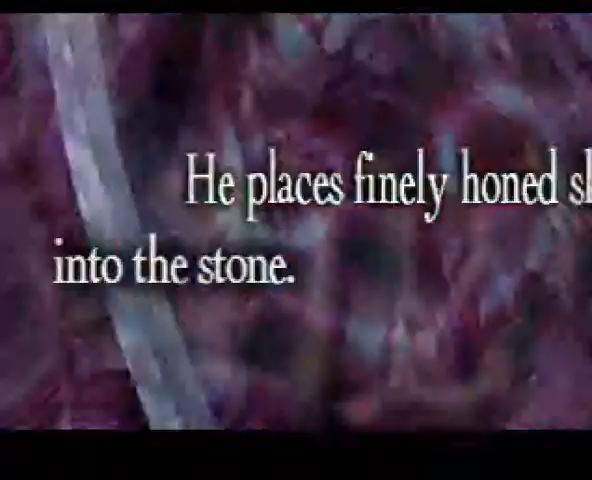 He places finely honed
into the stone.